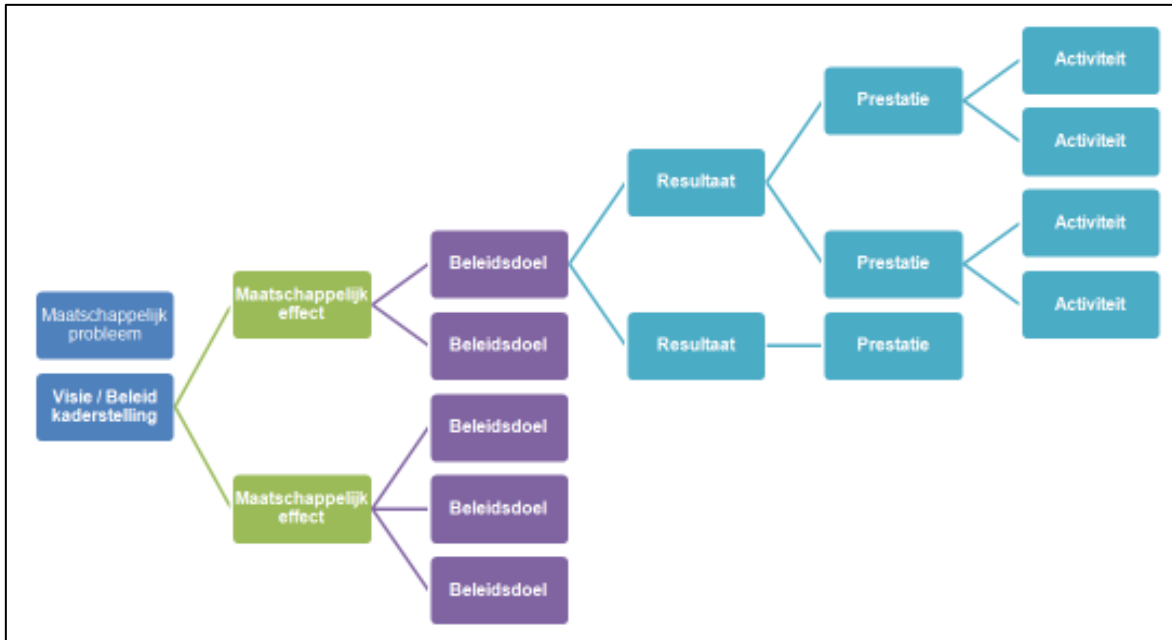 Maatschappelijk
probleem
Visie / Beleid
kaderstelling
Maatschappelijk
effect
Maatschappelijk
effect
Beleidsdoel
Beleidsdoel
Beleidsdoel
Beleidsdoel
Beleidsdoel
Resultaat
Resultaat
Prestatie
Prestatie
Prestatie
Activiteit
Activiteit
Activiteit
Activiteit